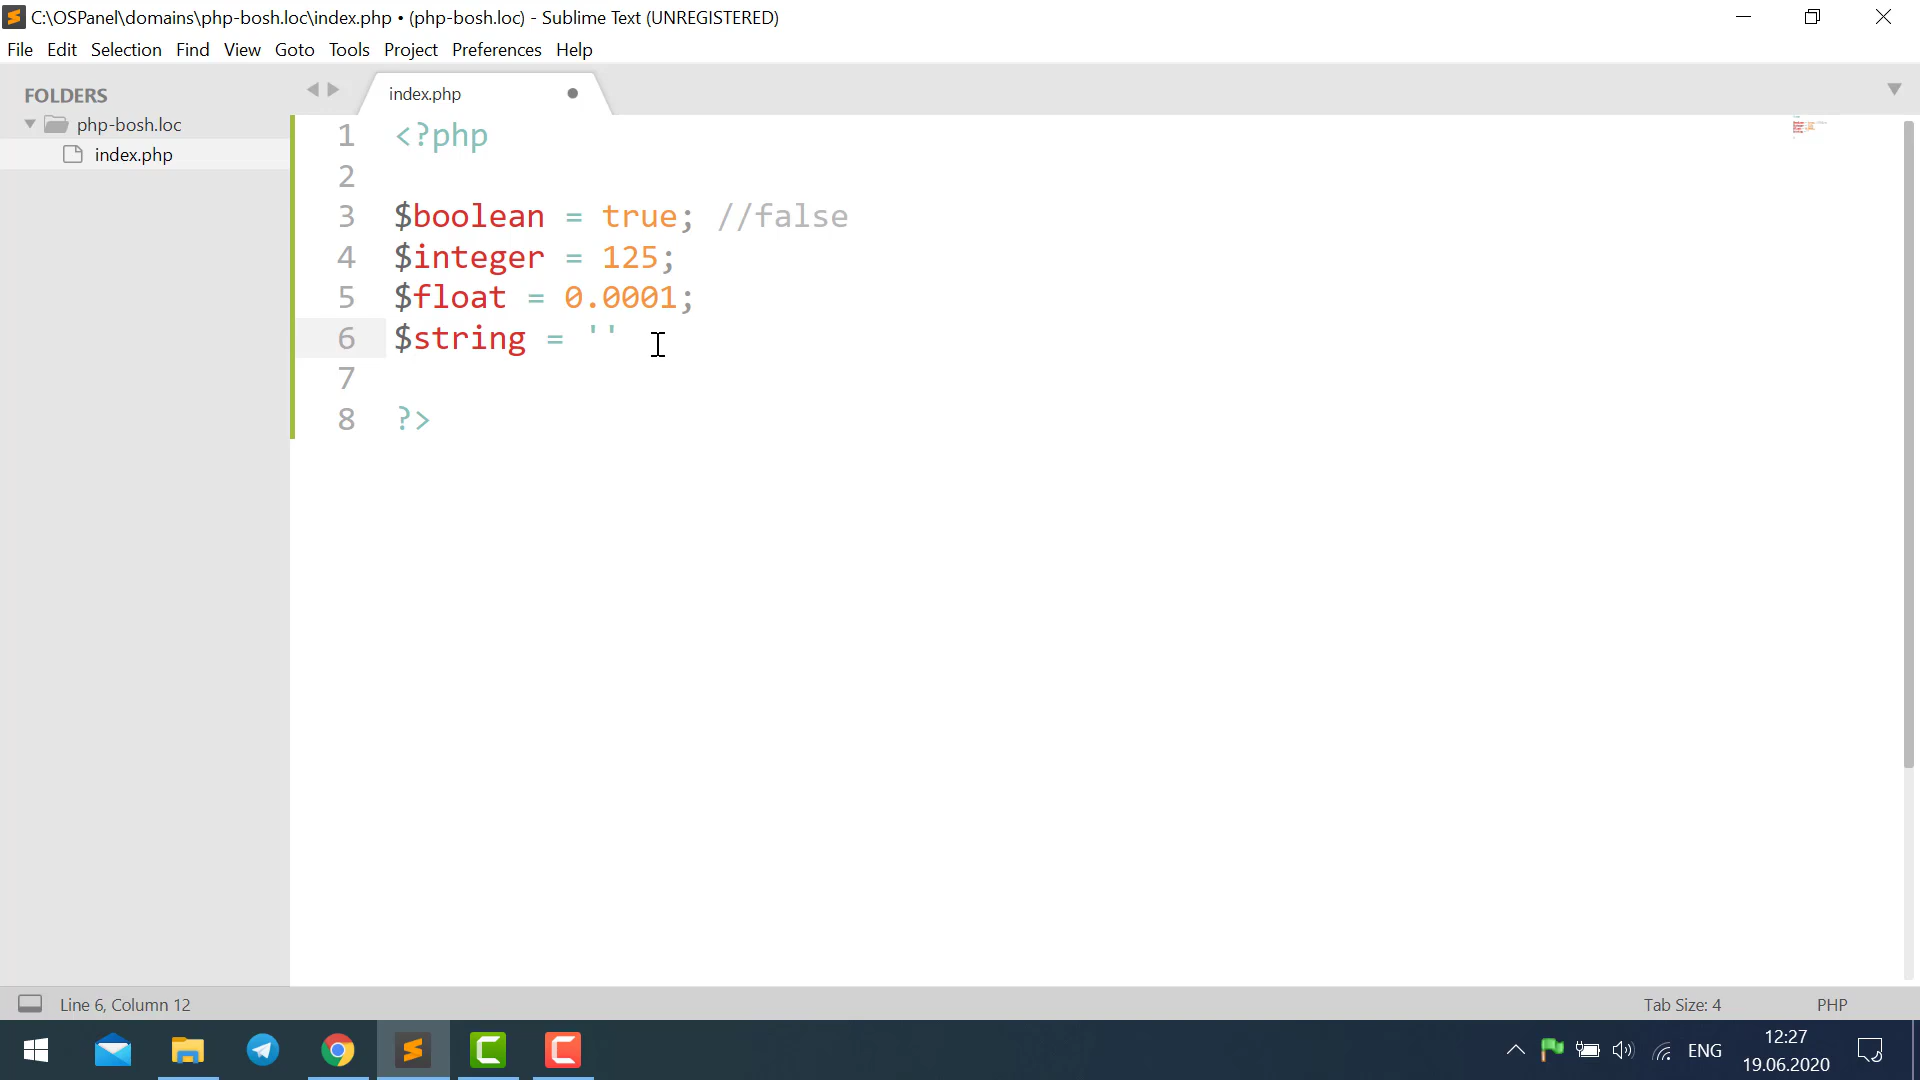 C:\OSPanel\domains\php-bosh.loc\index.php • (php-bosh.loc) - Sublime Text (UNREGISTERED)
File Edit Selection Find View Goto Tools Project Preferences Help
FOLDERS
php-bosh.loc
index.php
index.php
1 <?php
2
3 $boolean = true; //false
4 $integer = 125;
5 $float = 0.0001;
6 $string = ''
7
8 ?>
Line 6, Column 12
Tab Size: 4
PHP
ENG
12:27
19.06.2020